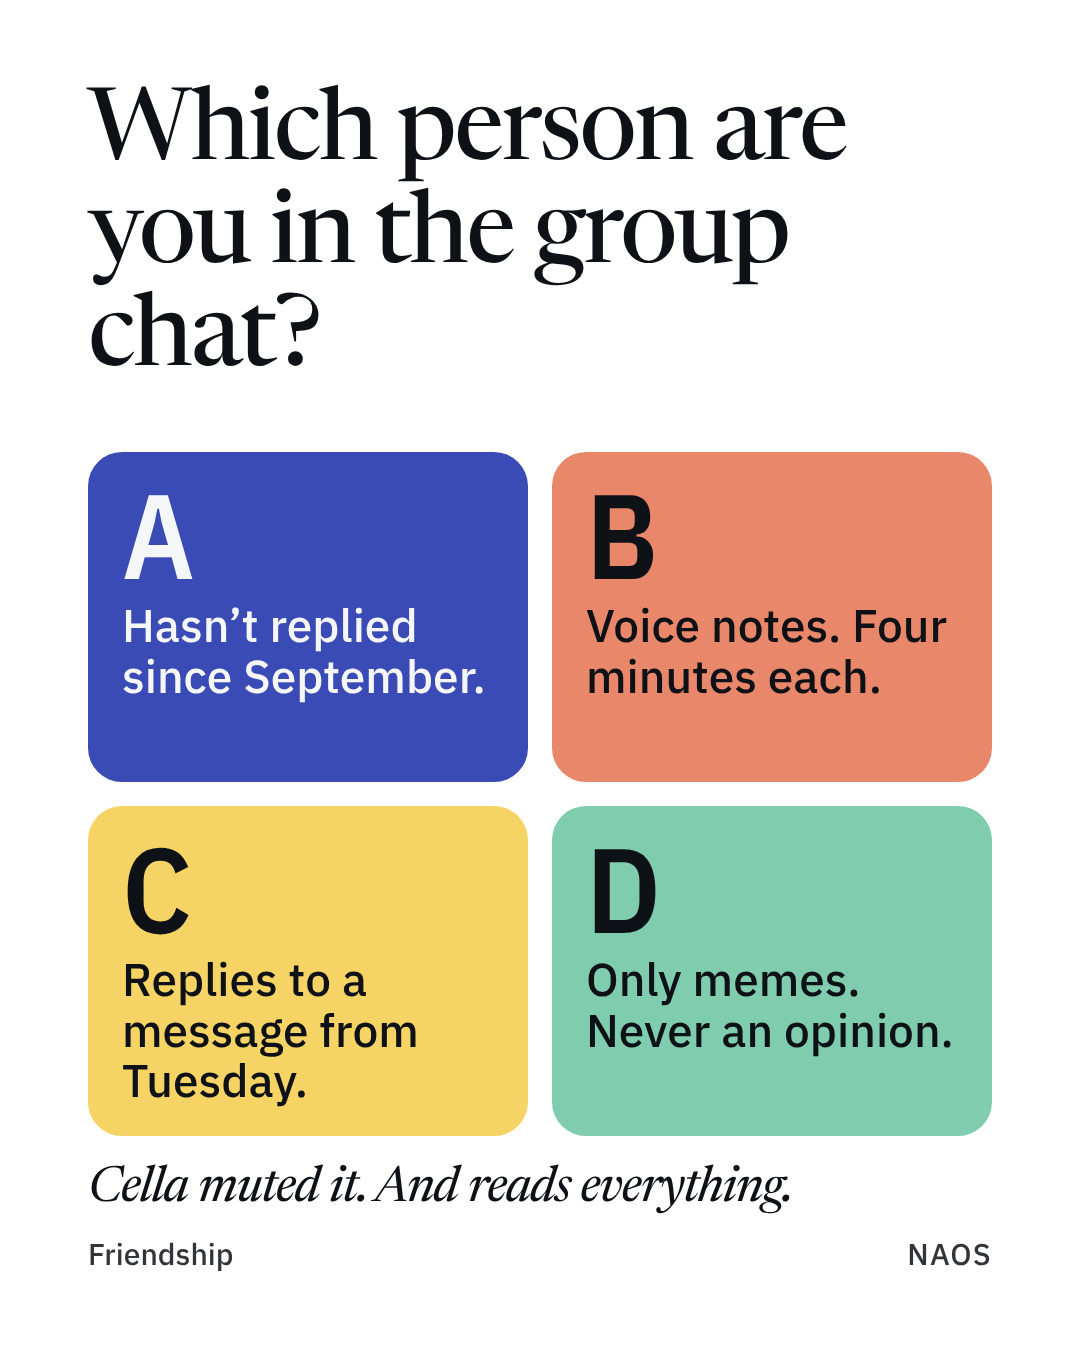 Which person are
you in the group
chat?
A
Hasn’t replied
since September.
B
Voice notes. Four
minutes each.
C
Replies to a
message from
Tuesday.
D
Only memes.
Never an opinion.
Cella muted it. And reads everything.
Friendship
NAOS